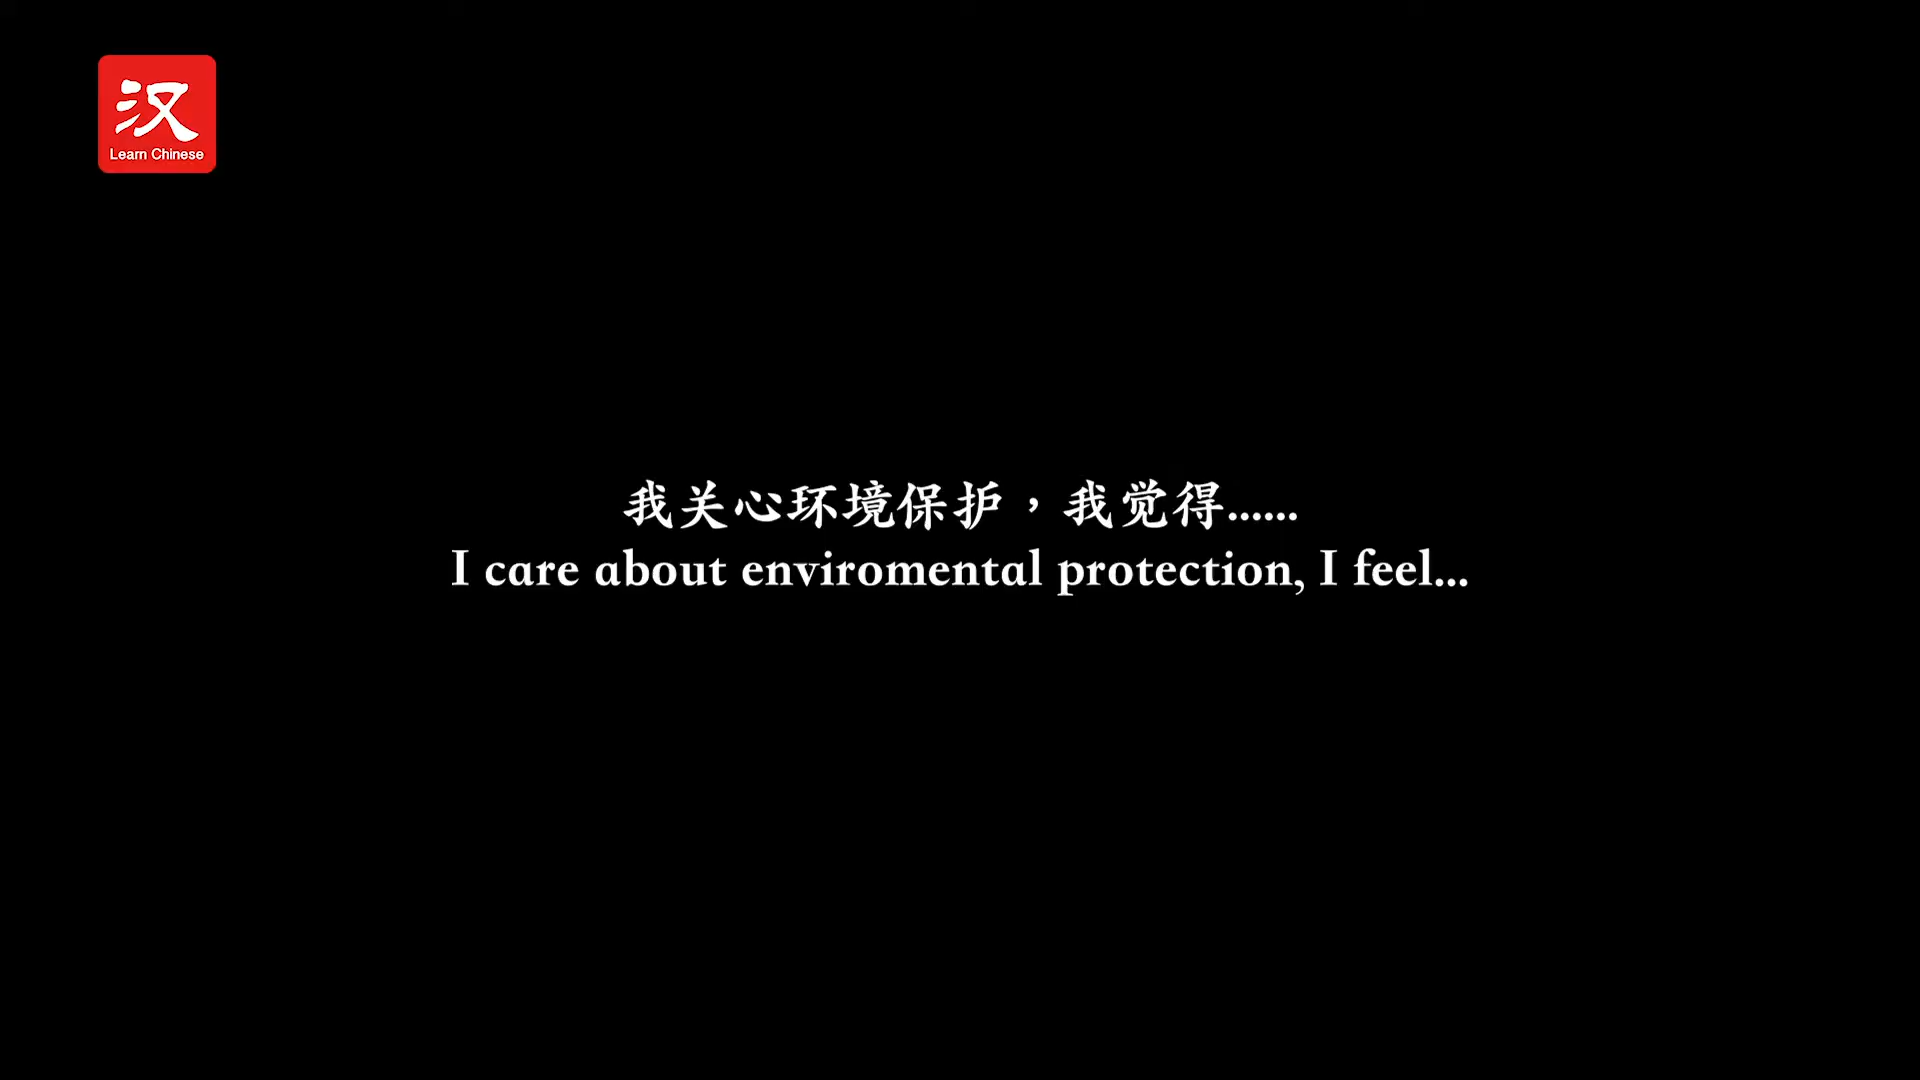 汉
Learn Chinese
我关心环境保护，我觉得......
I care about enviromental protection, I feel...